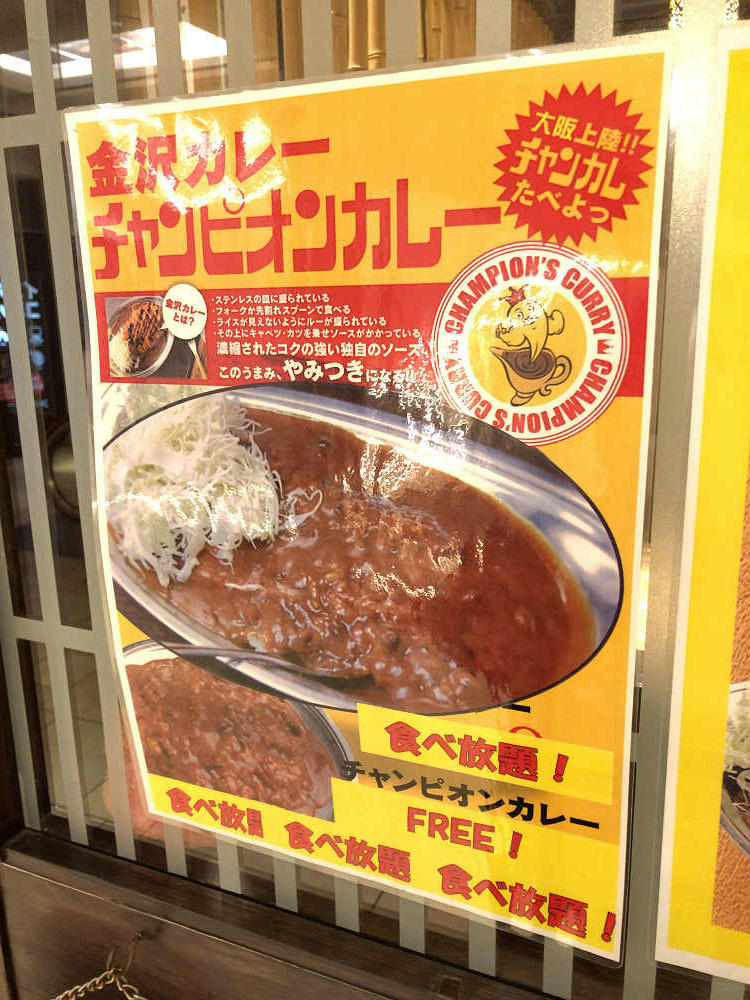 金沢カレー
チャンピオンカレー
大阪上陸!!
チャンカレ
たべよっ
金沢カレー
とは?
・ステンレスの皿に盛られている
・フォークか先割れスプーンで食べる
・ライスが見えないようにルーが盛られている
・その上にキャベツ・カツを乗せソースがかかっている
濃縮されたコクの強い独自のソース
このうまみ、やみつきになる!!
CHAMPION'S CURRY
CHAMPION'S CURRY
食べ放題!
チャンピオンカレー
FREE!
食べ放題 食べ放題 食べ放題!